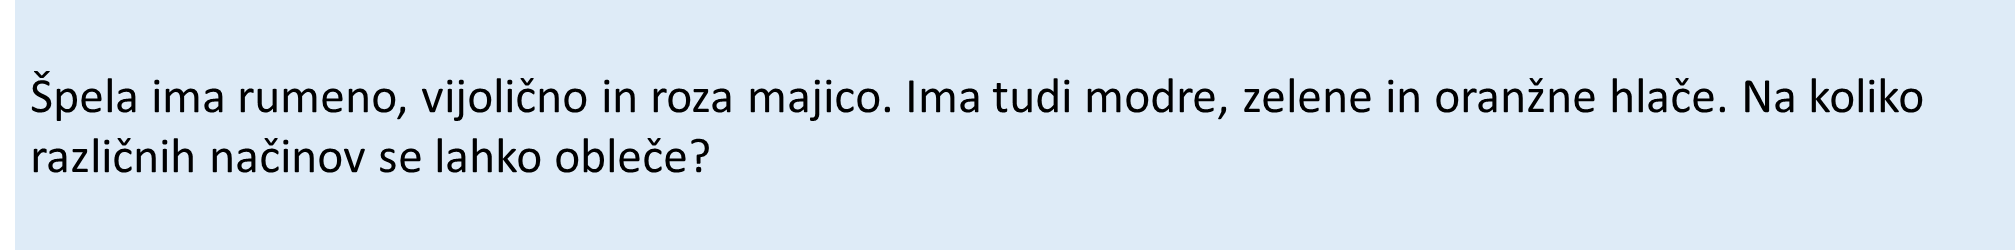 Špela ima rumeno, vijolično in roza majico. Ima tudi modre, zelene in oranžne hlače. Na koliko
različnih načinov se lahko obleče?